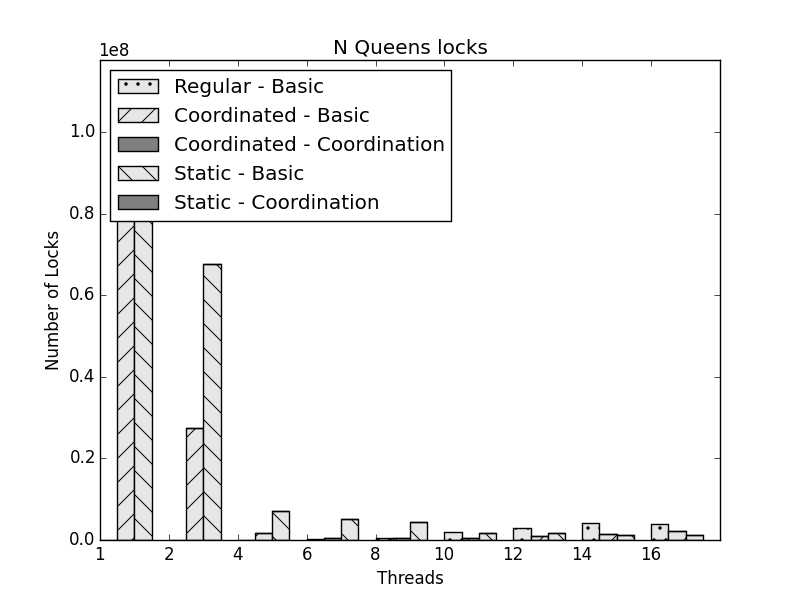 N Queens locks
1e8
Regular - Basic
Coordinated - Basic
Coordinated - Coordination
Static - Basic
Static - Coordination
Number of Locks
1.0
0.8
0.6
0.4
0.2
0.0
1 2 4 6 8 10 12 14 16
Threads